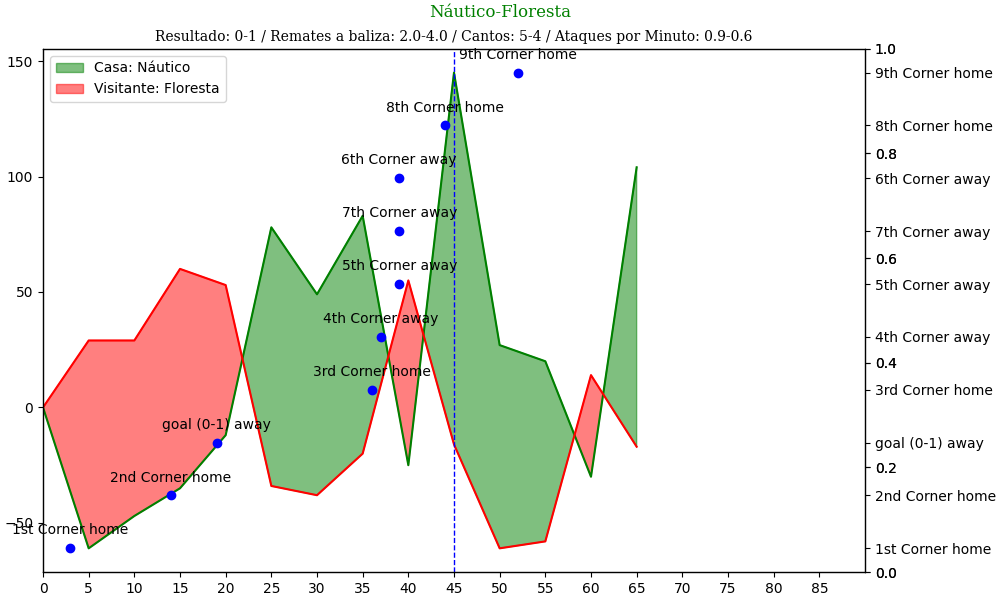 Náutico-Floresta
Resultado: 0-1 / Remates a baliza: 2.0-4.0 / Cantos: 5-4 / Ataques por Minuto: 0.9-0.6
Casa: Náutico
Visitante: Floresta
150
100
50
0
−50
9th Corner home
8th Corner home
6th Corner away
7th Corner away
5th Corner away
4th Corner away
3rd Corner home
goal (0-1) away
2nd Corner home
1st Corner home
1.0
9th Corner home
8th Corner home
0.8
6th Corner away
7th Corner away
0.6
5th Corner away
4th Corner away
0.4
3rd Corner home
goal (0-1) away
0.2
2nd Corner home
1st Corner home
0.0
0 5 10 15 20 25 30 35 40 45 50 55 60 65 70 75 80 85